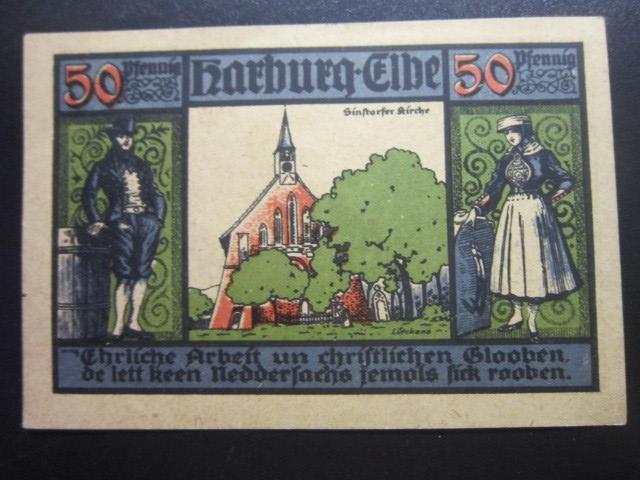 50 Pfennig Harburg-Elbe 50 Pfennig
Sinstorfer Kirche
Lüthens
Ehrliche Arbeit un christlichen Glooben,
de lett keen Neddersachs jemols sick rooben.